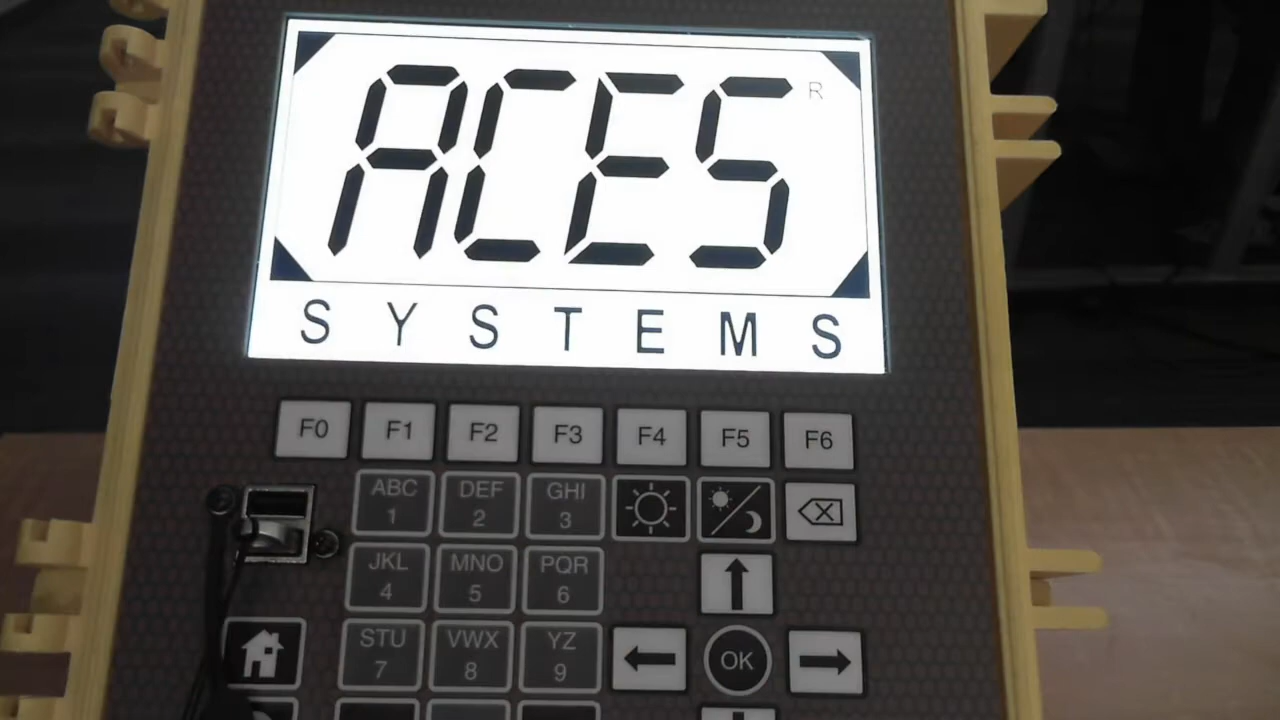 ACES R
SYSTEMS
F0 F1 F2 F3 F4 F5 F6
ABC DEF GHI
1 2 3
JKL MNO PQR
4 5 6
STU VWX YZ
7 8 9
OK